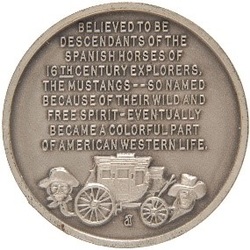 BELIEVED TO BE
DESCENDANTS OF THE
SPANISH HORSES OF
16TH CENTURY EXPLORERS,
THE MUSTANGS--SO NAMED
BECAUSE OF THEIR WILD AND
FREE SPIRIT-EVENTUALLY
BECAME A COLORFUL PART
OF AMERICAN WESTERN LIFE.